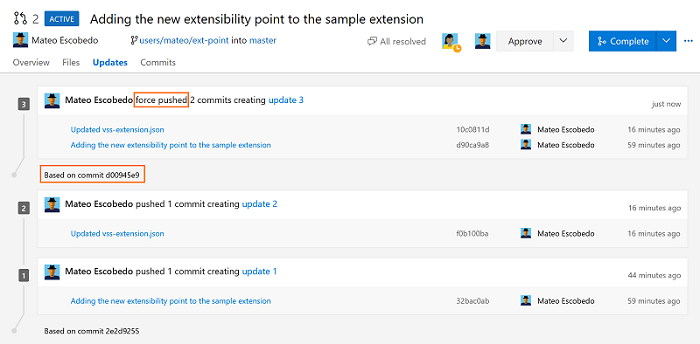 2 ACTIVE Adding the new extensibility point to the sample extension
Mateo Escobedo users/mateo/ext-point into master All resolved Approve Complete ...
Overview Files Updates Commits
3 Mateo Escobedo force pushed 2 commits creating update 3 just now
Updated vss-extension.json 10c0811d Mateo Escobedo 16 minutes ago
Adding the new extensibility point to the sample extension d90ca9a8 Mateo Escobedo 59 minutes ago
Based on commit d00945e9
2 Mateo Escobedo pushed 1 commit creating update 2 16 minutes ago
Updated vss-extension.json f0b100ba Mateo Escobedo 16 minutes ago
1 Mateo Escobedo pushed 1 commit creating update 1 44 minutes ago
Adding the new extensibility point to the sample extension 32bac0ab Mateo Escobedo 59 minutes ago
Based on commit 2e2d9255